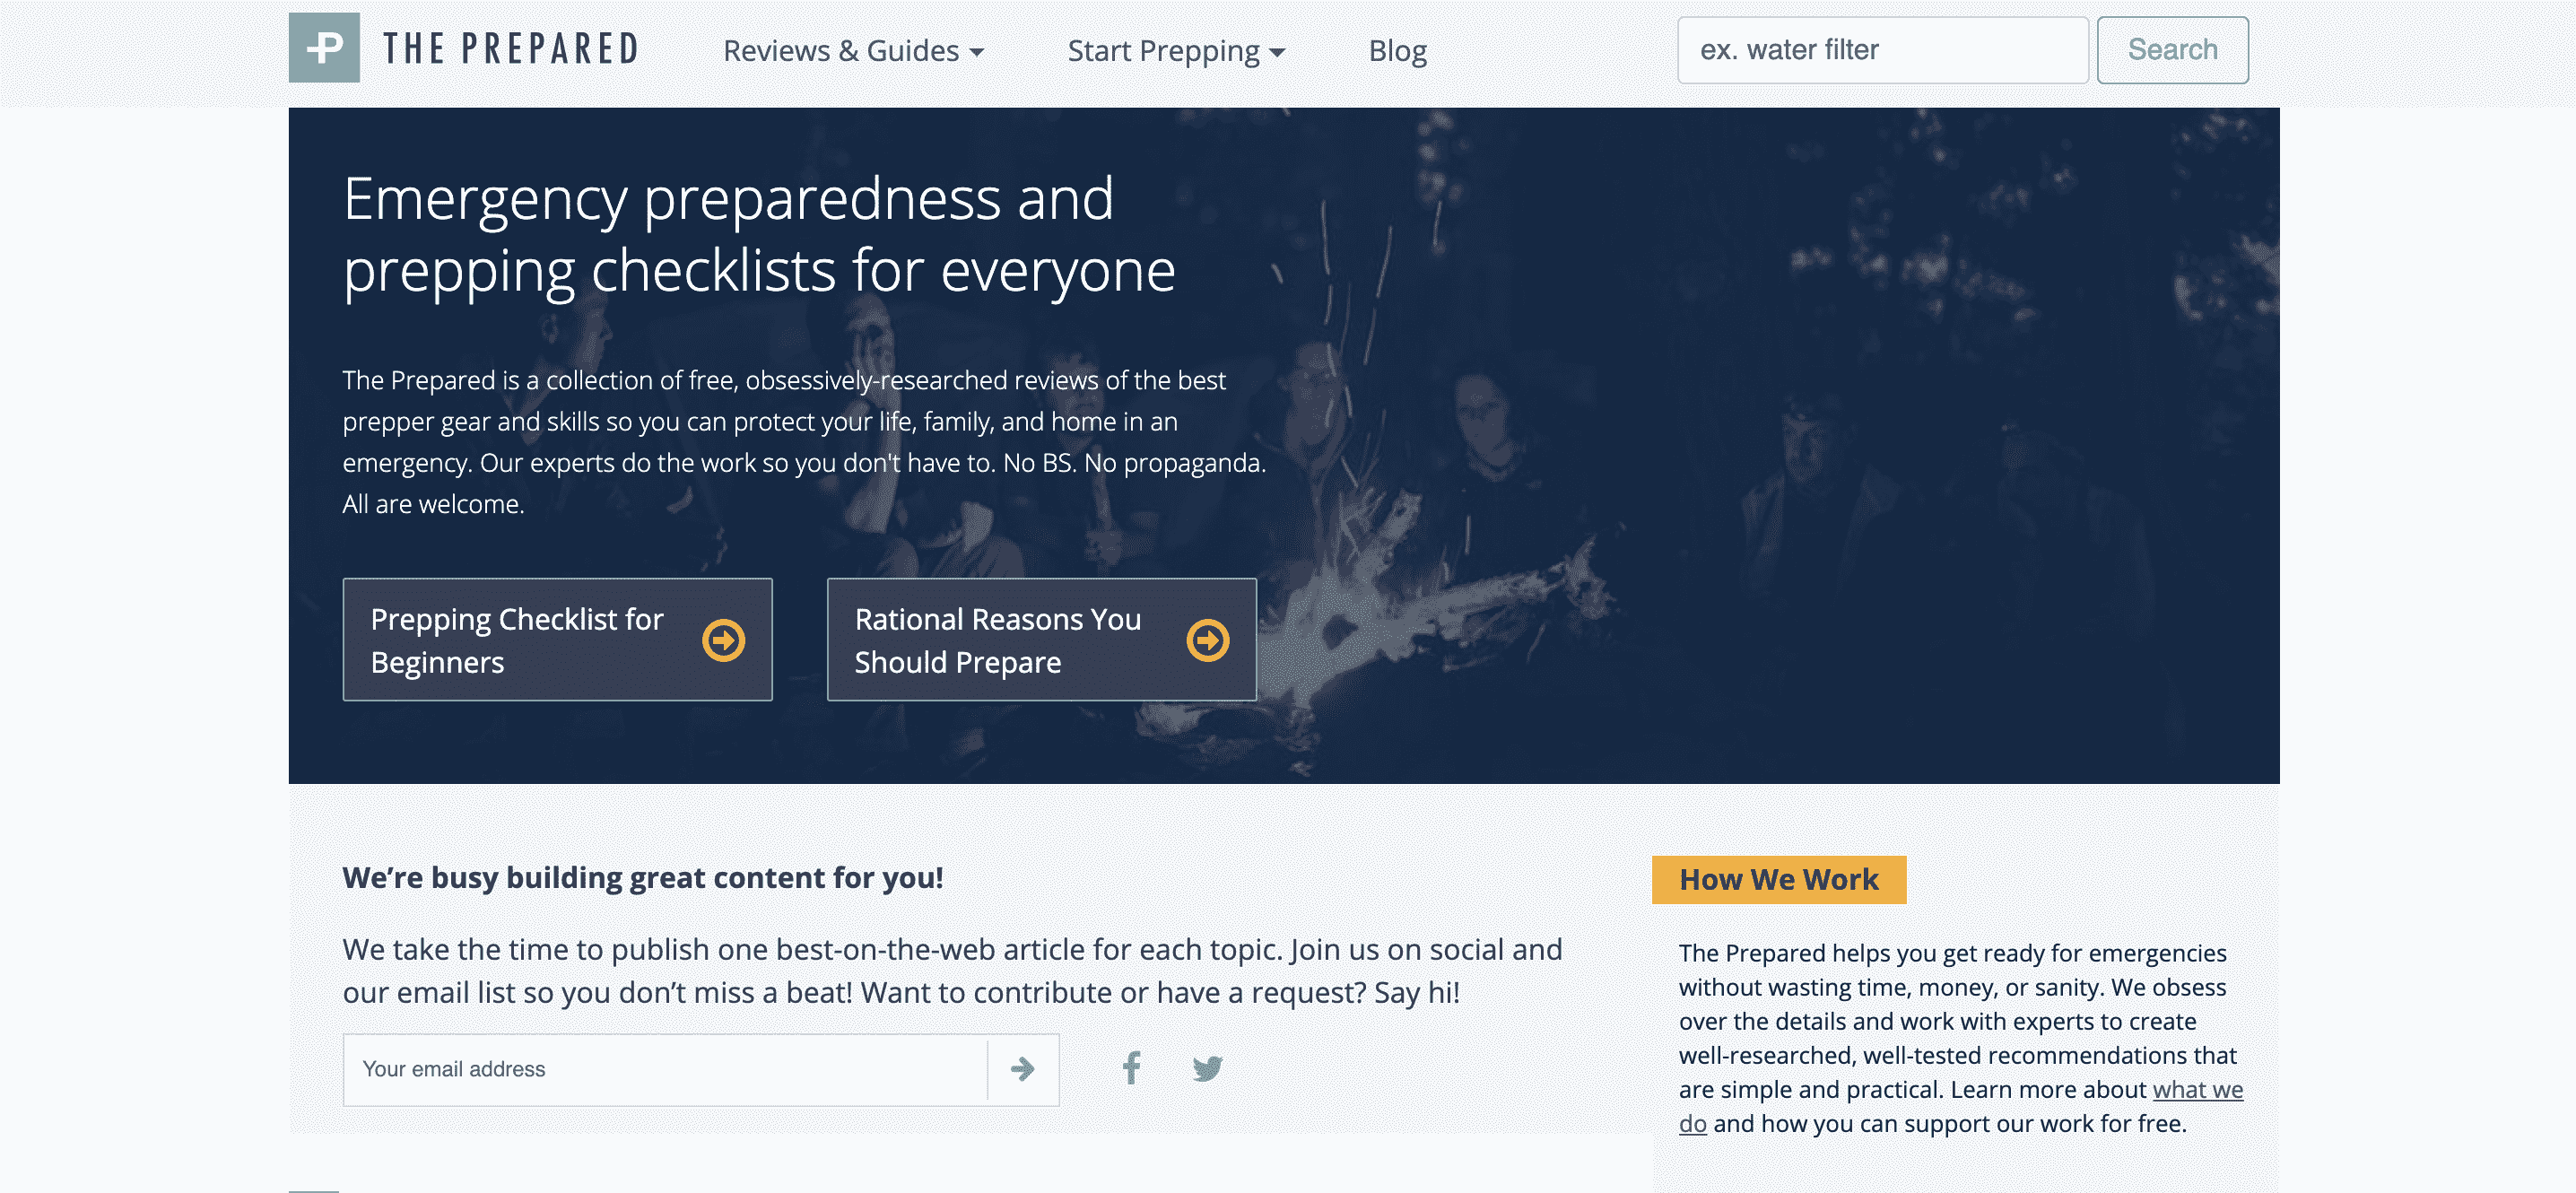 THE PREPARED
Reviews & Guides
Start Prepping
Blog
ex. water filter
Search
Emergency preparedness and
prepping checklists for everyone
The Prepared is a collection of free, obsessively-researched reviews of the best
prepper gear and skills so you can protect your life, family, and home in an
emergency. Our experts do the work so you don't have to. No BS. No propaganda.
All are welcome.
Prepping Checklist for
Beginners
Rational Reasons You
Should Prepare
We’re busy building great content for you!
We take the time to publish one best-on-the-web article for each topic. Join us on social and
our email list so you don’t miss a beat! Want to contribute or have a request? Say hi!
Your email address
How We Work
The Prepared helps you get ready for emergencies
without wasting time, money, or sanity. We obsess
over the details and work with experts to create
well-researched, well-tested recommendations that
are simple and practical. Learn more about what we
do and how you can support our work for free.